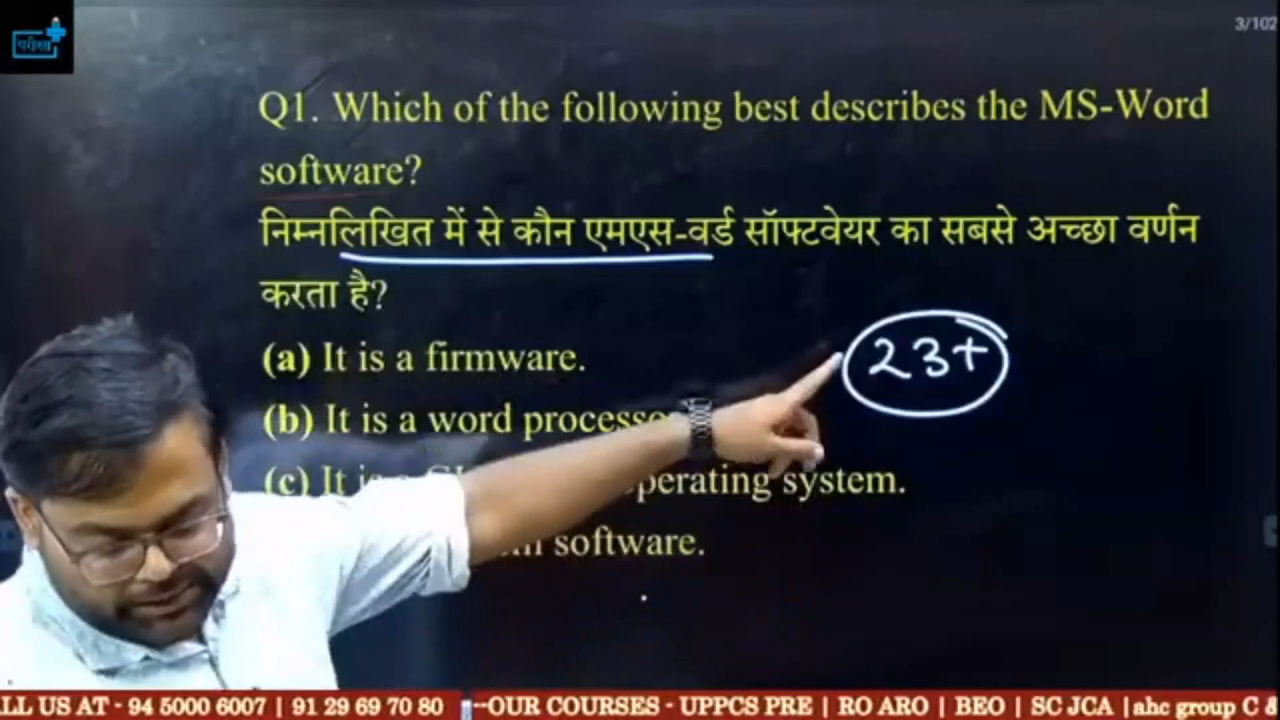 परीक्षा
3/102
Q1. Which of the following best describes the MS-Word
software?
निम्नलिखित में से कौन एमएस-वर्ड सॉफ्टवेयर का सबसे अच्छा वर्णन
करता है?
(a) It is a firmware.
23+
(b) It is a word
(c) It system.
software.
LL US AT - 94 5000 6007 | 91 29 69 70 80 --OUR COURSES - UPPCS PRE | RO ARO | BEO | SC JCA |ahc group C &